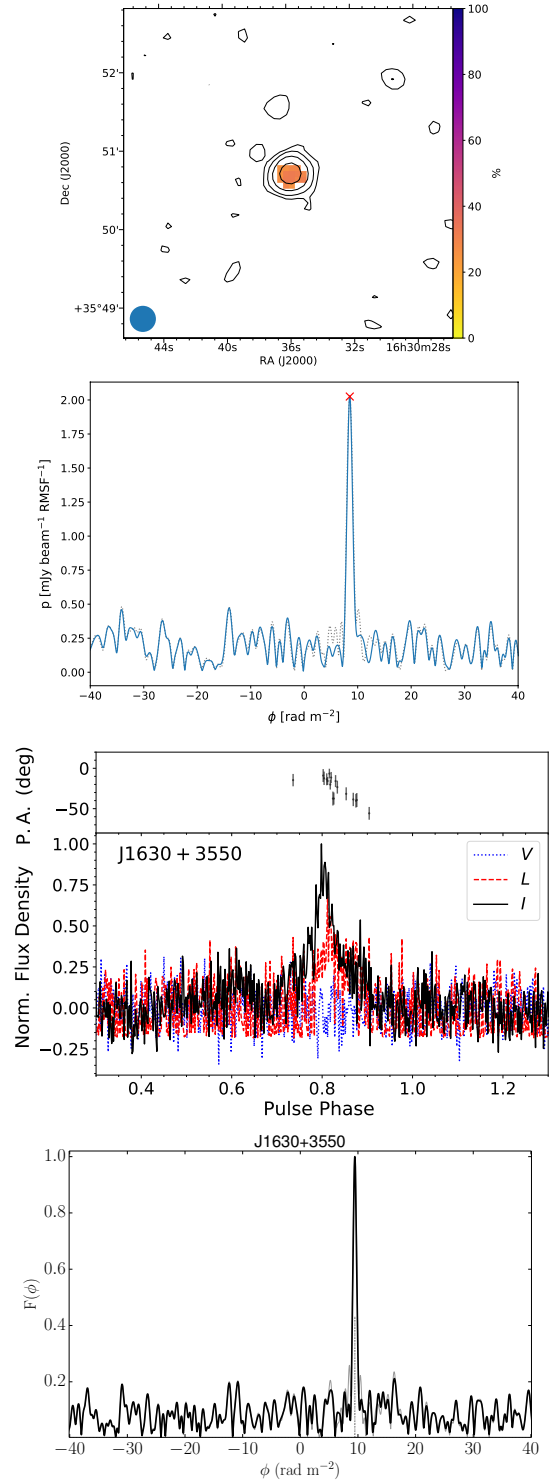 100
80
60
40
20
0
%
52'
51'
50'
+35°49'
Dec (J2000)
44s 40s 36s 32s 16h30m28s
RA (J2000)
2.00
1.75
1.50
1.25
1.00
0.75
0.50
0.25
0.00
p [mJy beam⁻¹ RMSF⁻¹]
−40 −30 −20 −10 0 10 20 30 40
ϕ [rad m⁻²]
0
−50
P. A. (deg)
J1630 + 3550
V
L
I
1.00
0.75
0.50
0.25
0.00
−0.25
Norm. Flux Density
0.4 0.6 0.8 1.0 1.2
Pulse Phase
J1630+3550
1.0
0.8
0.6
0.4
0.2
F(ϕ)
−40 −30 −20 −10 0 10 20 30 40
ϕ (rad m⁻²)